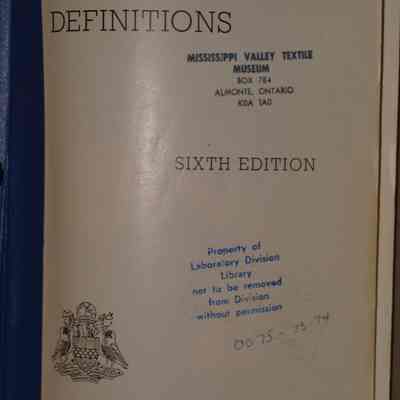 DEFINITIONS
MISSISSIPPI VALLEY TEXTILE
MUSEUM
BOX 784
ALMONTE, ONTARIO
K0A 1A0
SIXTH EDITION
Property of
Laboratory Division
Library
not to be removed
from Division
without permission